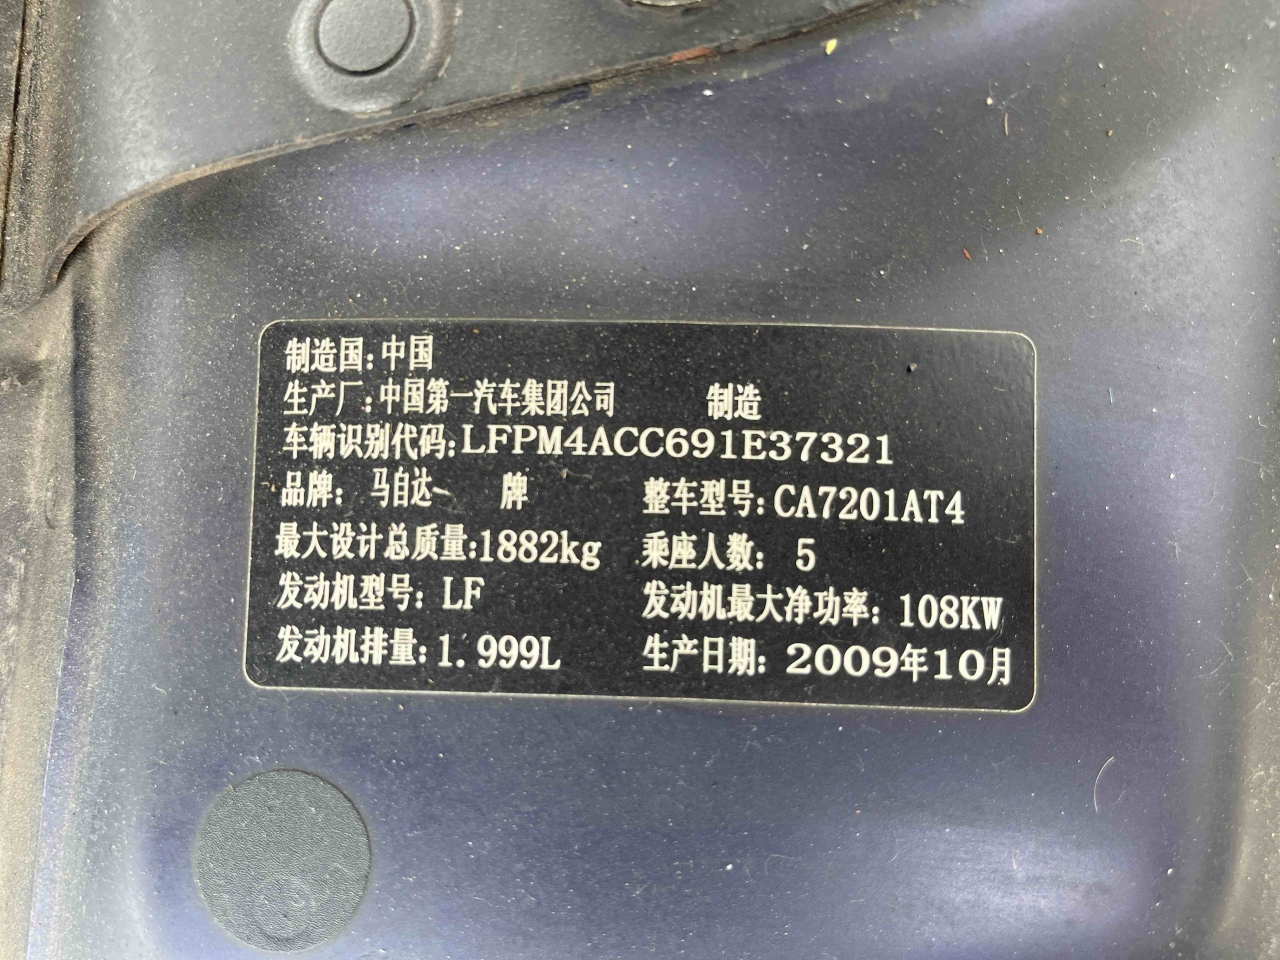 制造国:中国
生产厂:中国第一汽车集团公司 制造
车辆识别代码:LFPM4ACC691E37321
品牌: 马自达 牌 整车型号:CA7201AT4
最大设计总质量:1882kg 乘座人数: 5
发动机型号: LF 发动机最大净功率: 108KW
发动机排量:1.999L 生产日期: 2009年10月